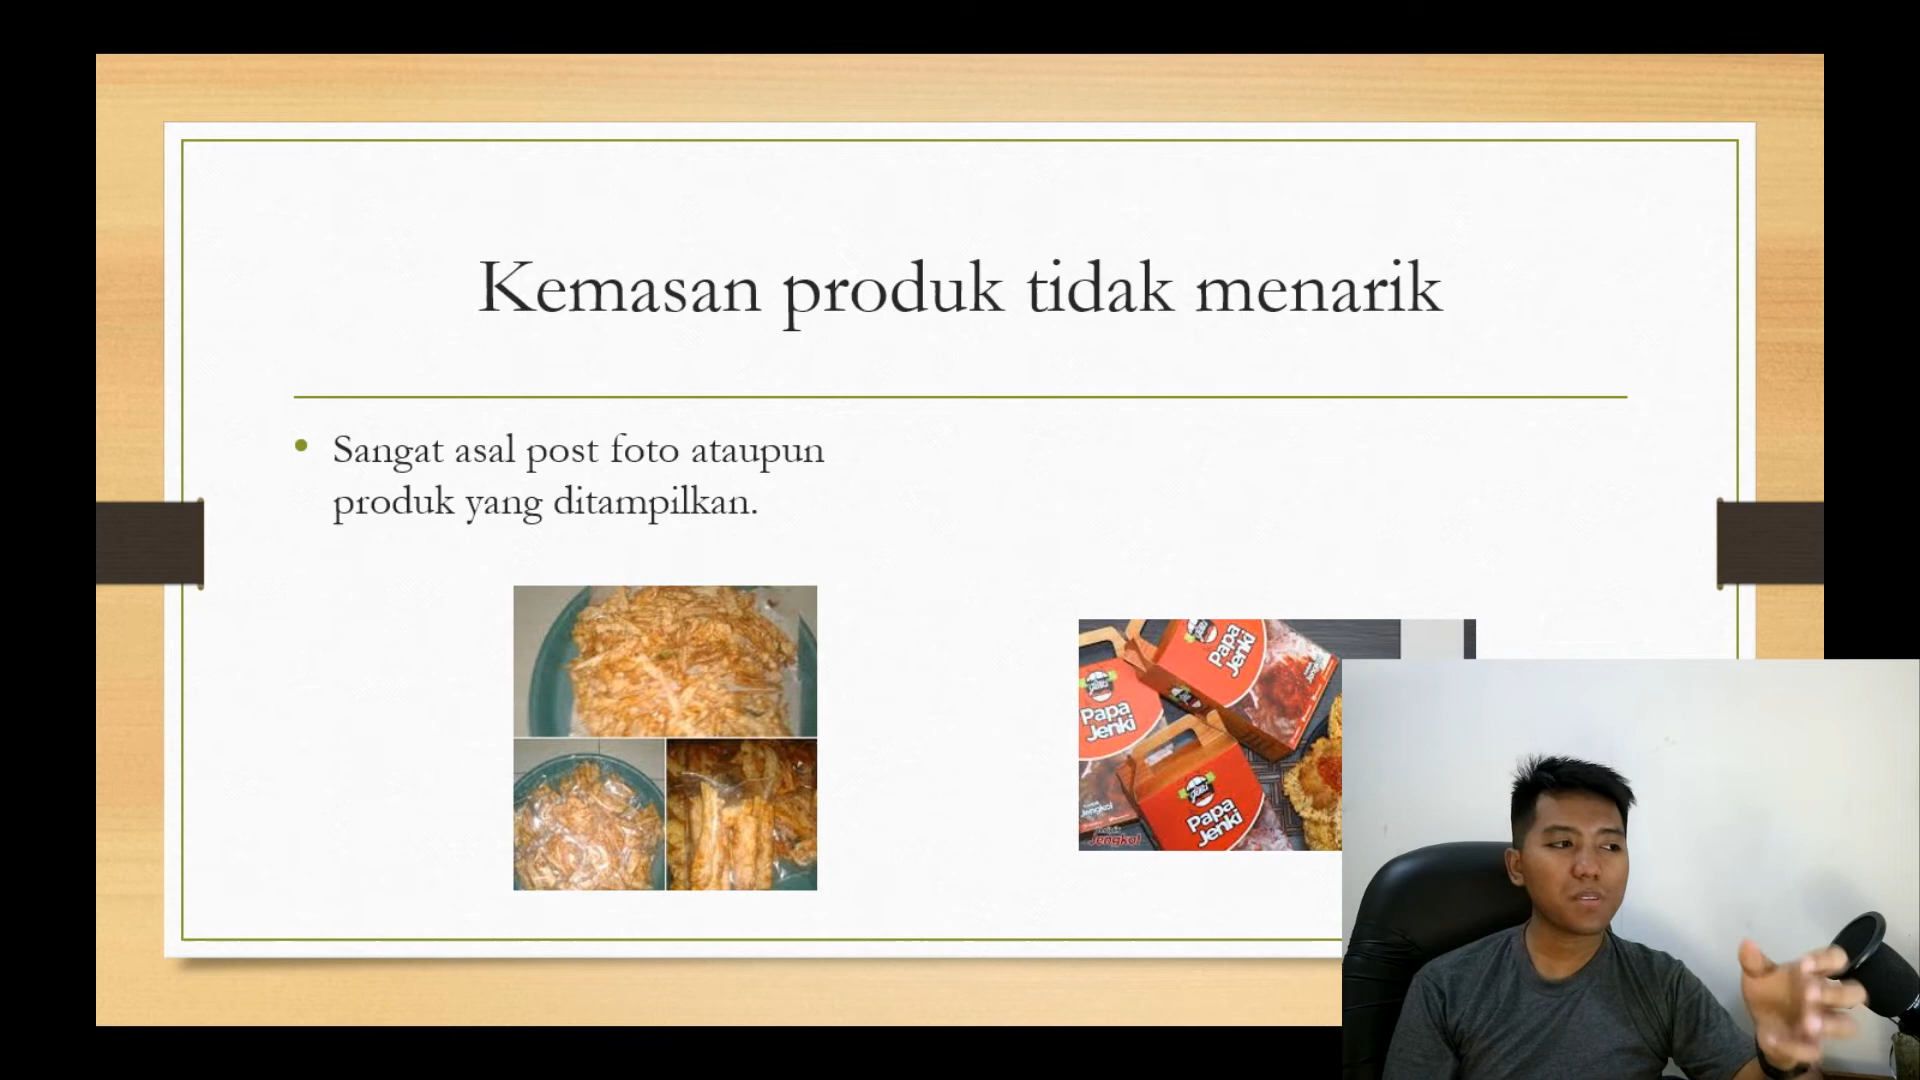 Kemasan produk tidak menarik
Sangat asal post foto ataupun
produk yang ditampilkan.
Papa
Jenki
Papa
Jenki
Papa
Jenki
Jengkol